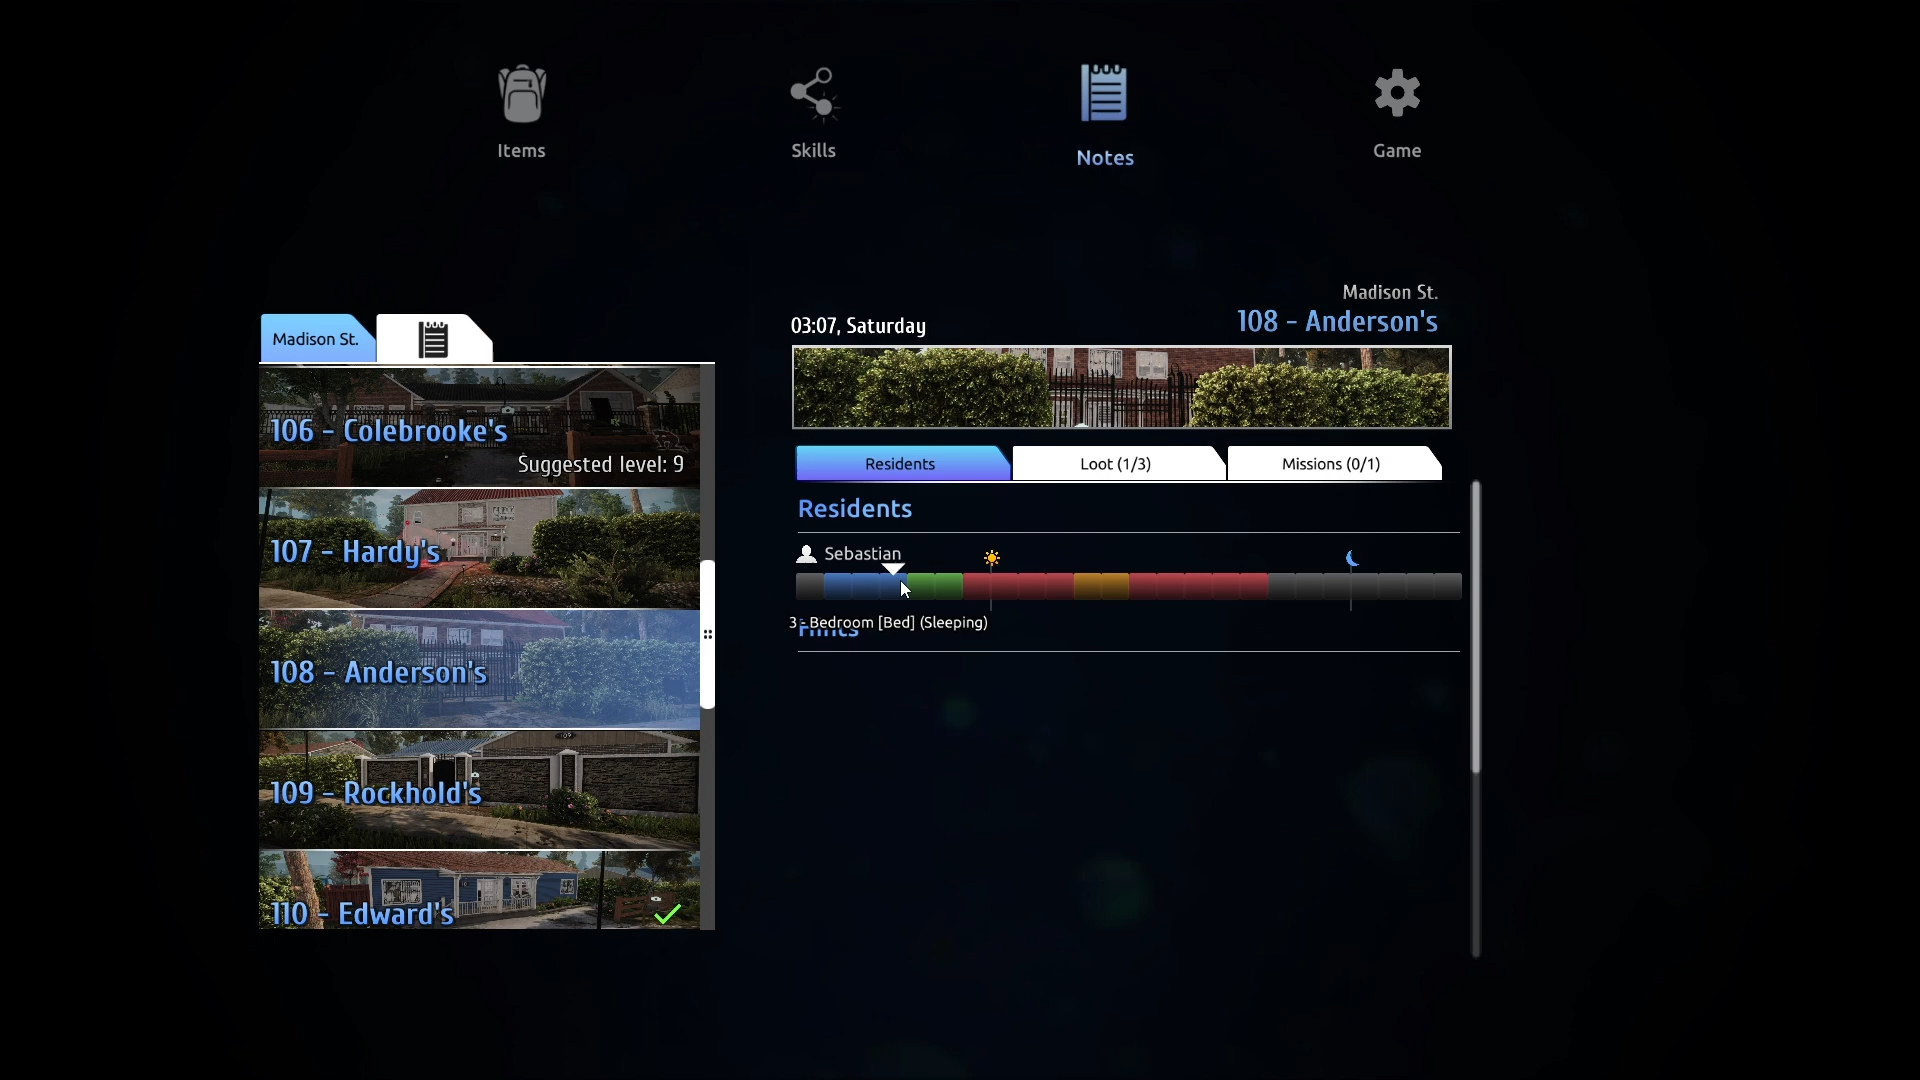 Items
Skills
Notes
Game
Madison St.
106 - Colebrooke's
Suggested level: 9
107 - Hardy's
108 - Anderson's
109 - Rockhold's
110 - Edward's
Madison St.
03:07, Saturday
108 - Anderson's
Residents
Loot (1/3)
Missions (0/1)
Residents
Sebastian
3 - Bedroom [Bed] (Sleeping)
Hints